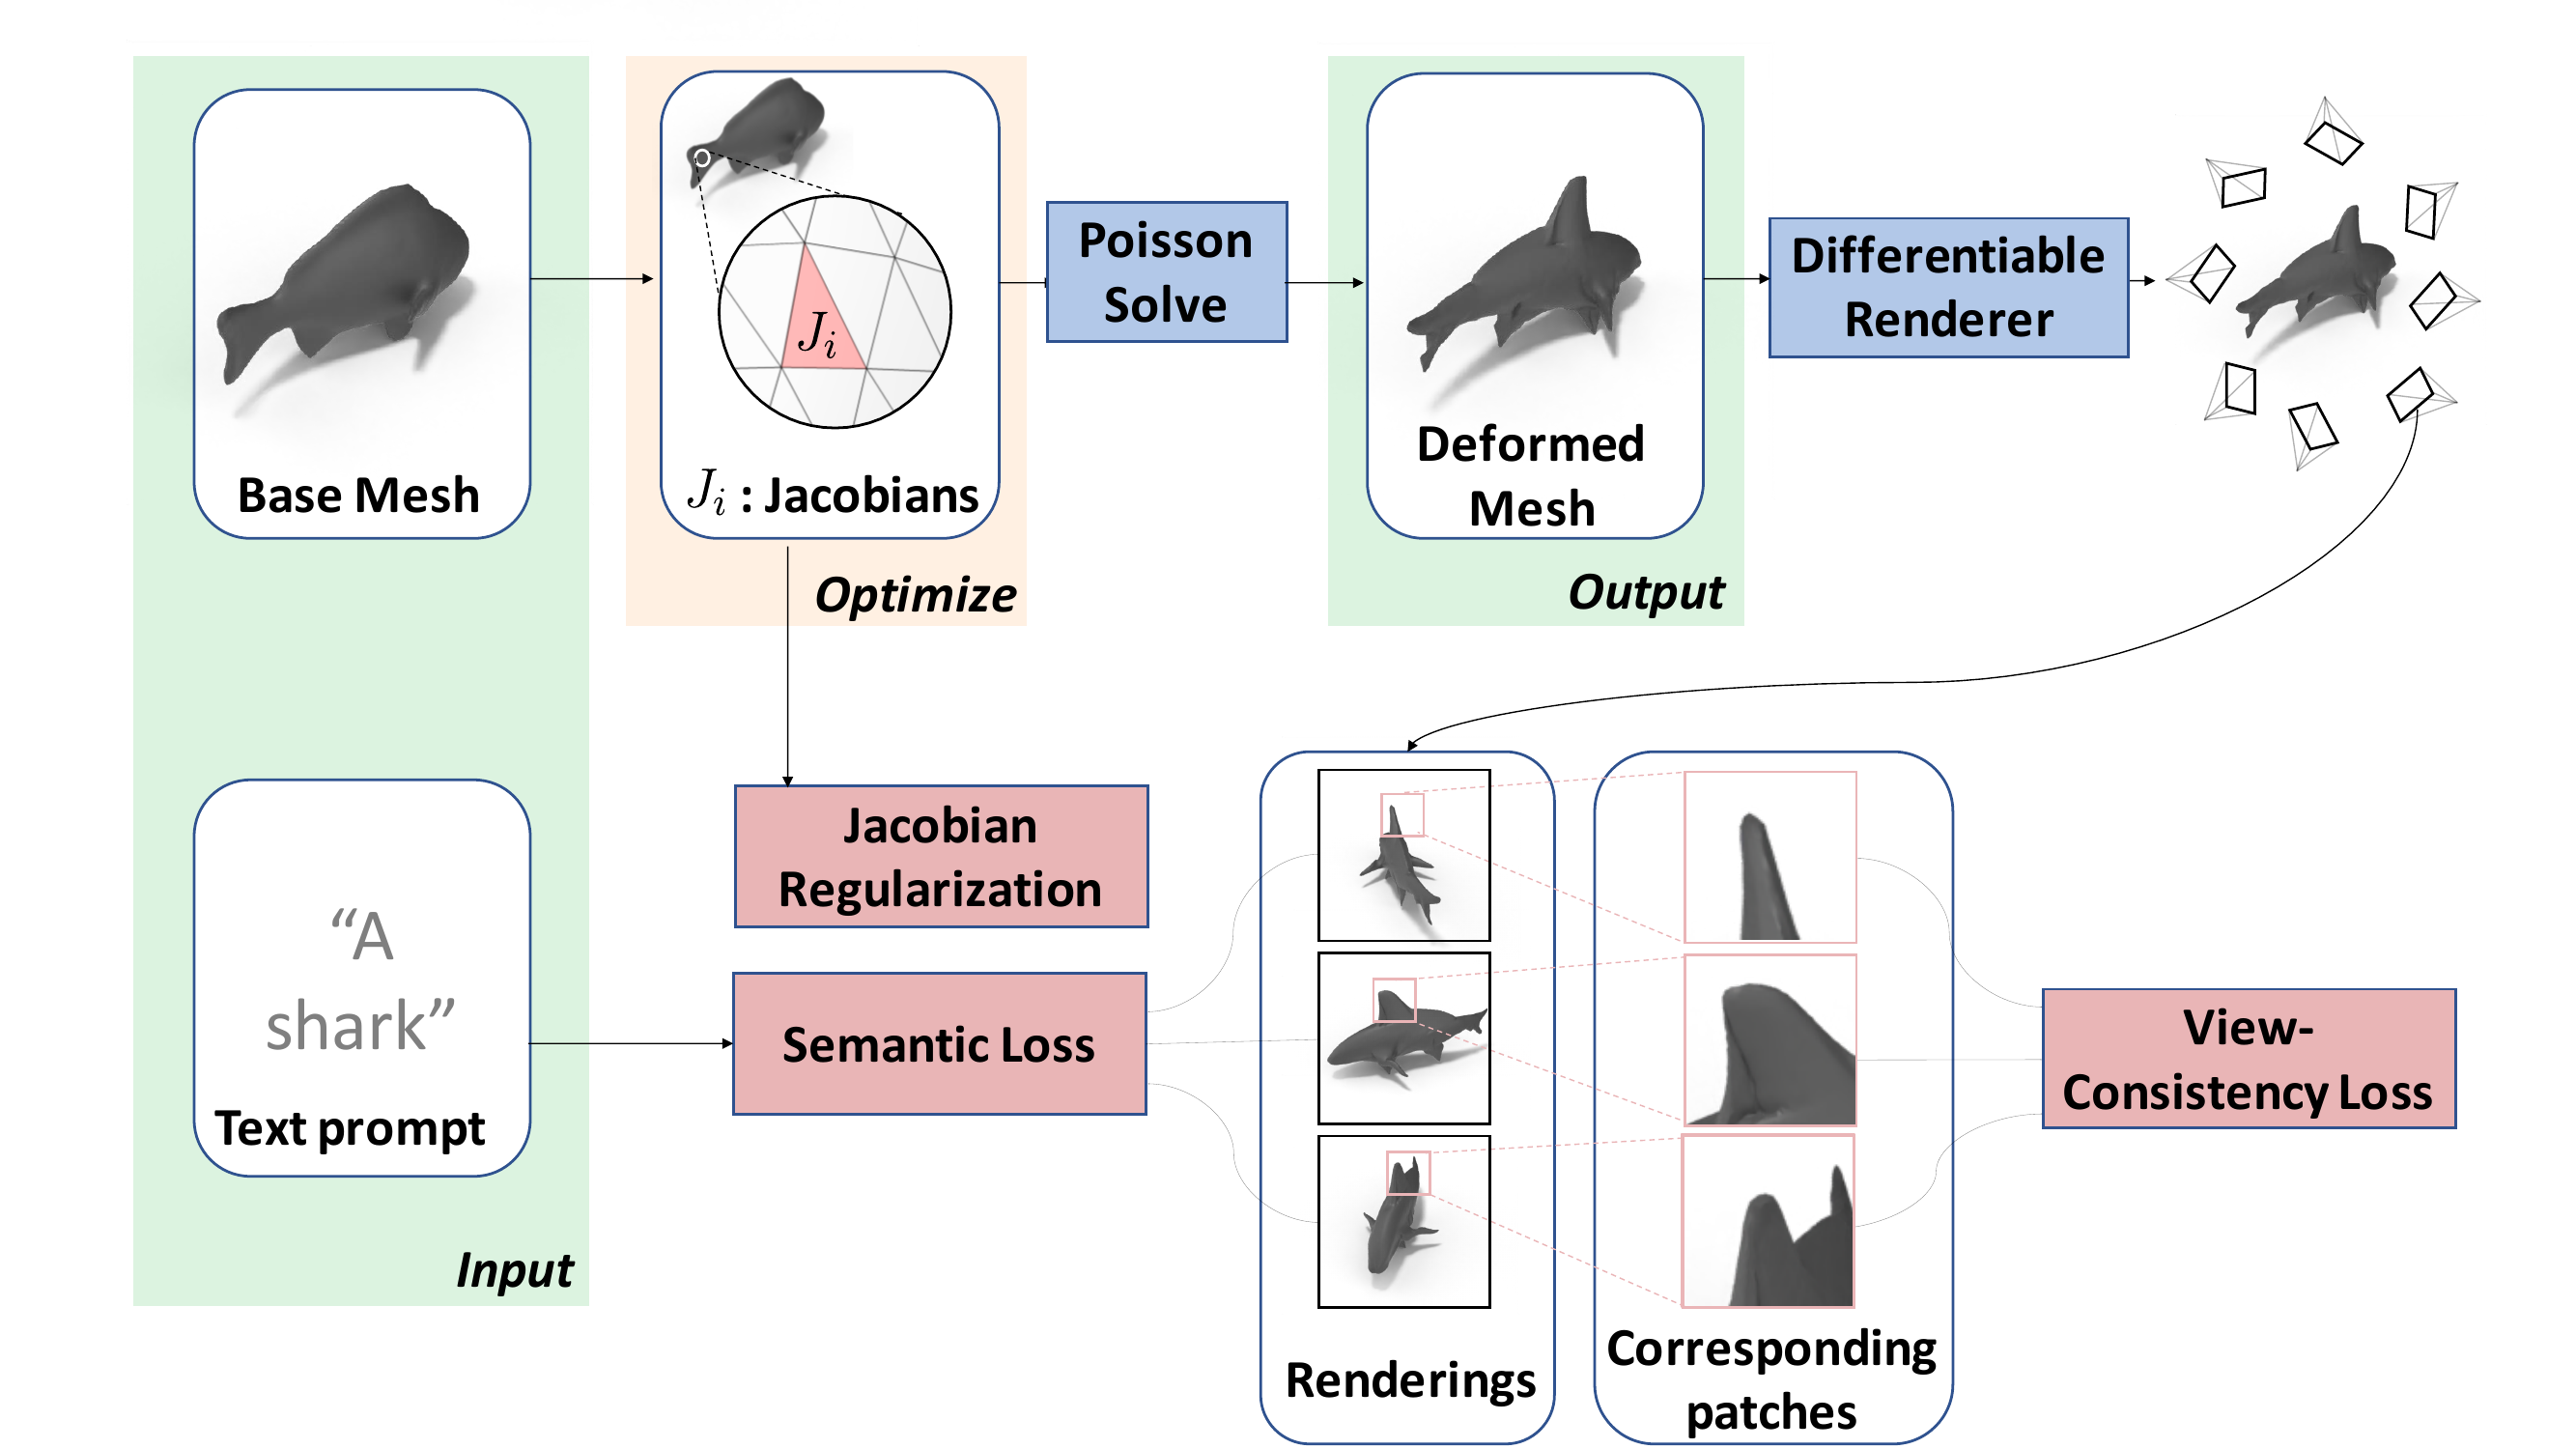 Base Mesh
J_i
J_i : Jacobians
Optimize
Poisson
Solve
Deformed
Mesh
Output
Differentiable
Renderer
“A
shark”
Text prompt
Input
Jacobian
Regularization
Semantic Loss
Renderings
Corresponding
patches
View-
Consistency Loss